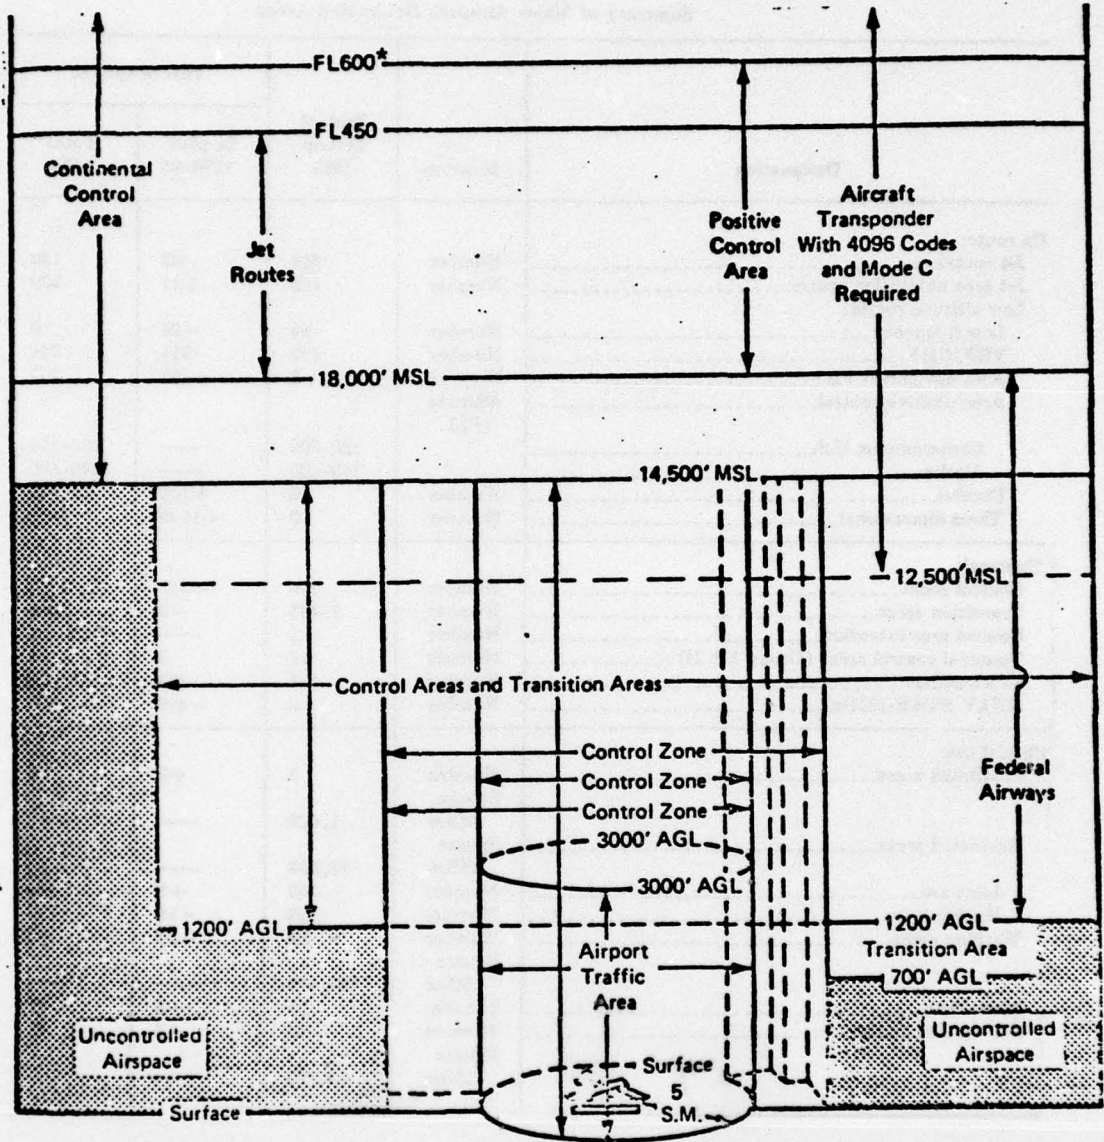 FL600*
FL450
Continental
Control
Area
Jet
Routes
Positive
Control
Area
Aircraft
Transponder
With 4096 Codes
and Mode C
Required
18,000' MSL
14,500' MSL
12,500' MSL
Control Areas and Transition Areas
Control Zone
Control Zone
Control Zone
Federal
Airways
3000' AGL
3000' AGL
1200' AGL
1200' AGL
Transition Area
700' AGL
Airport
Traffic
Area
Uncontrolled
Airspace
Uncontrolled
Airspace
Surface
5
S.M.
Surface